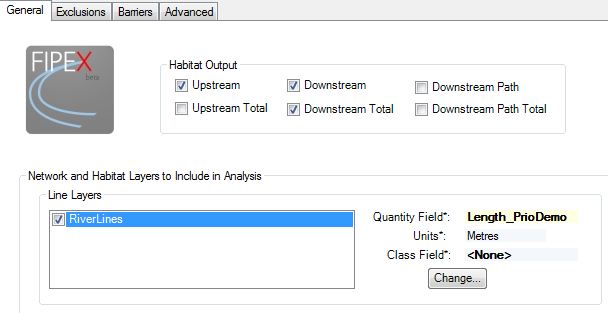 General Exclusions Barriers Advanced
FIPEX
beta
Habitat Output
Upstream Downstream Downstream Path
Upstream Total Downstream Total Downstream Path Total
Network and Habitat Layers to Include in Analysis
Line Layers
RiverLines
Quantity Field*: Length_PrioDemo
Units*: Metres
Class Field*: <None>
Change...